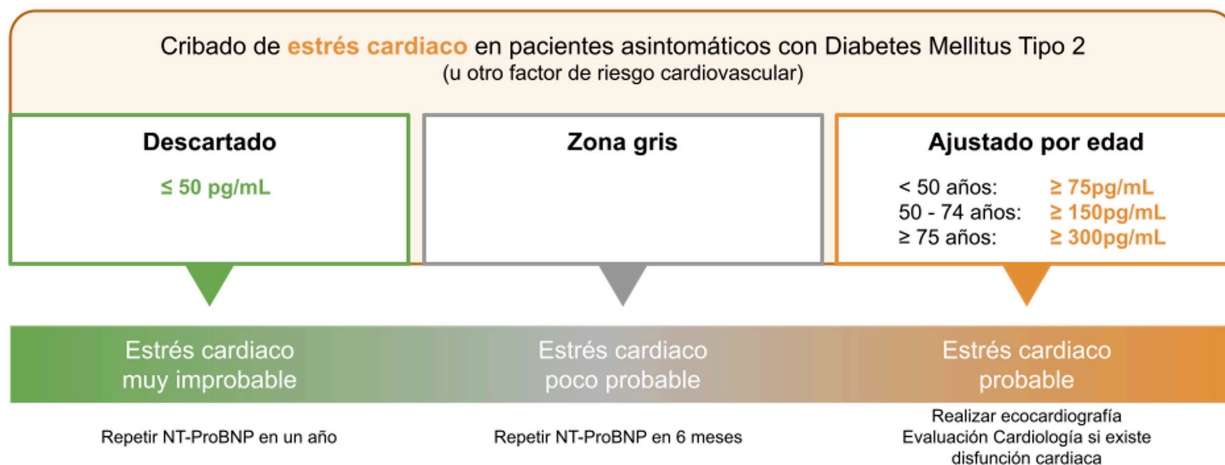 Cribado de estrés cardiaco en pacientes asintomáticos con Diabetes Mellitus Tipo 2
(u otro factor de riesgo cardiovascular)
Descartado
≤ 50 pg/mL
Zona gris
Ajustado por edad
< 50 años: ≥ 75pg/mL
50 - 74 años: ≥ 150pg/mL
≥ 75 años: ≥ 300pg/mL
Estrés cardiaco
muy improbable
Estrés cardiaco
poco probable
Estrés cardiaco
probable
Repetir NT-ProBNP en un año
Repetir NT-ProBNP en 6 meses
Realizar ecocardiografía
Evaluación Cardiología si existe
disfunción cardiaca